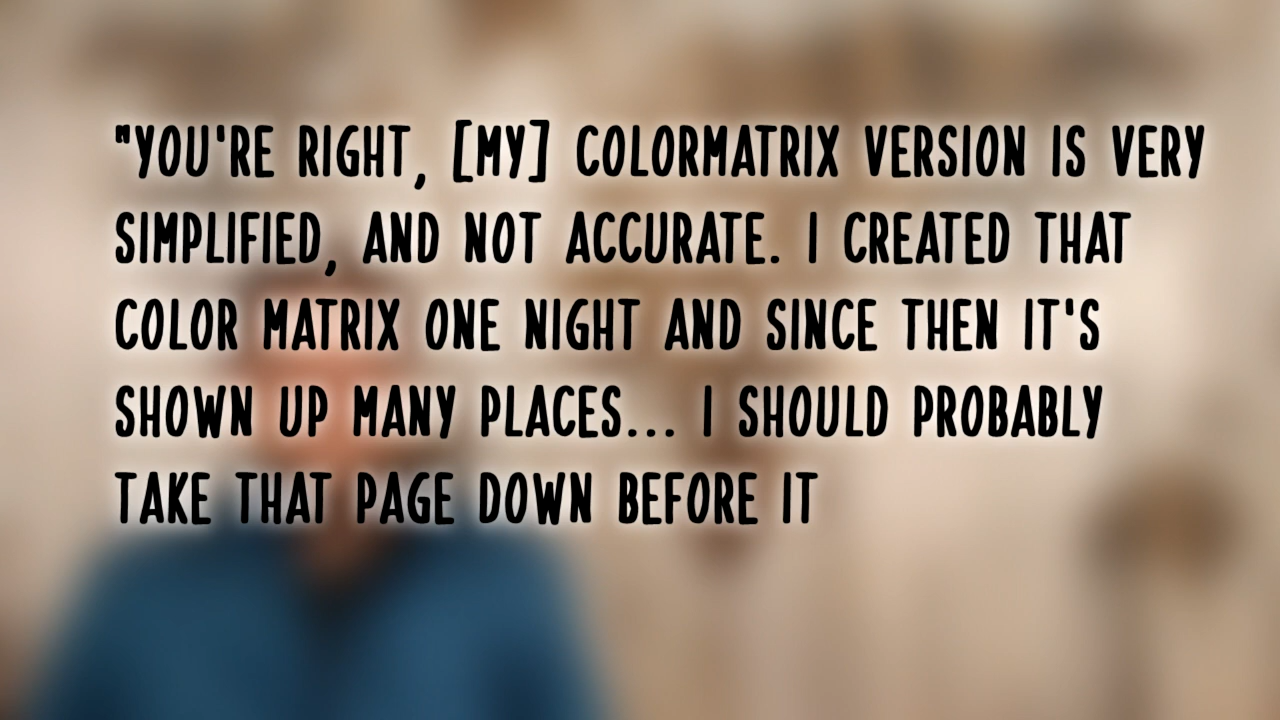 "YOU'RE RIGHT, [MY] COLORMATRIX VERSION IS VERY
SIMPLIFIED, AND NOT ACCURATE. I CREATED THAT
COLOR MATRIX ONE NIGHT AND SINCE THEN IT'S
SHOWN UP MANY PLACES... I SHOULD PROBABLY
TAKE THAT PAGE DOWN BEFORE IT